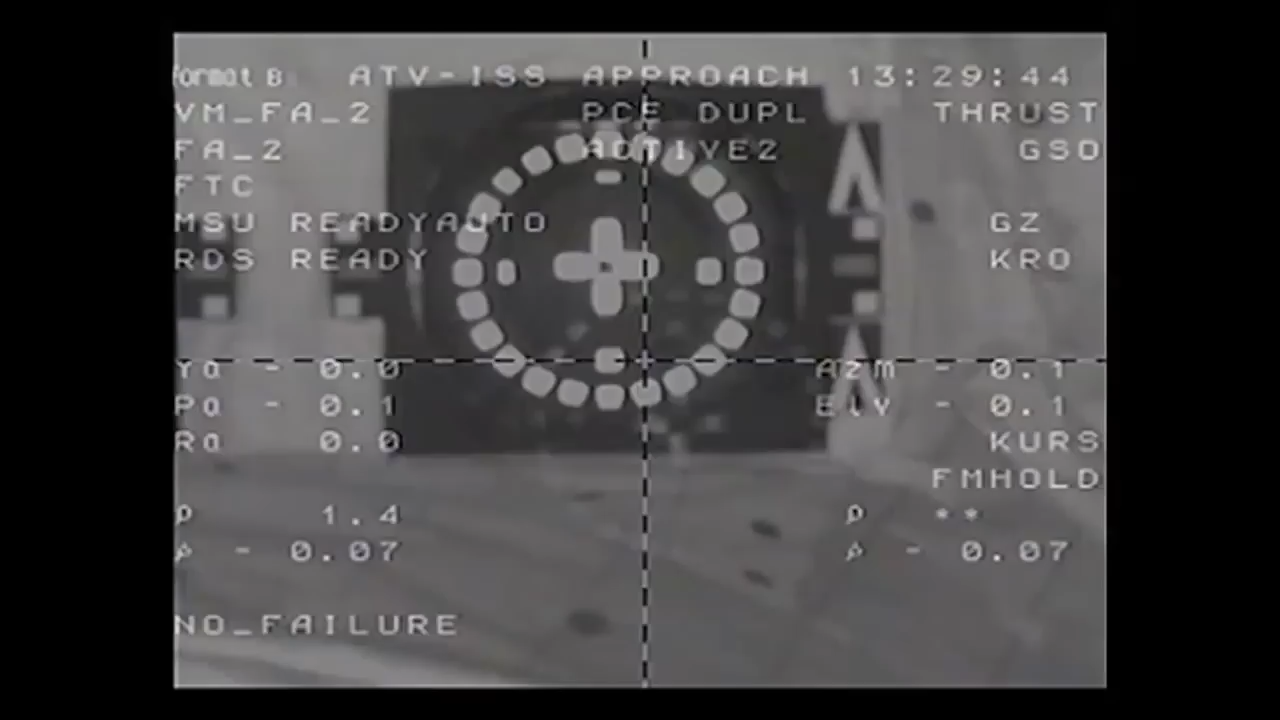 format B ATV-ISS APPROACH 13:29:44
VM_FA_2 PCE DUPL THRUST
FA_2 ACTIVE2 GSO
FTC
MSU READYAUTO GZ
RDS READY KRO
Ya - 0.0 Azm - 0.1
Pa - 0.1 Elv - 0.1
Ra 0.0 KURS
FMHOLD
ρ 1.4 ρ **
ρ̇ - 0.07 ρ̇ - 0.07
NO_FAILURE